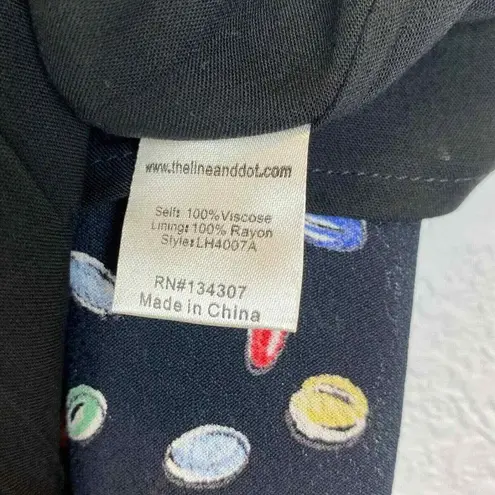 www.thelineanddot.com
Self: 100%Viscose
Lining: 100% Rayon
Style:LH4007A
RN#134307
Made in China